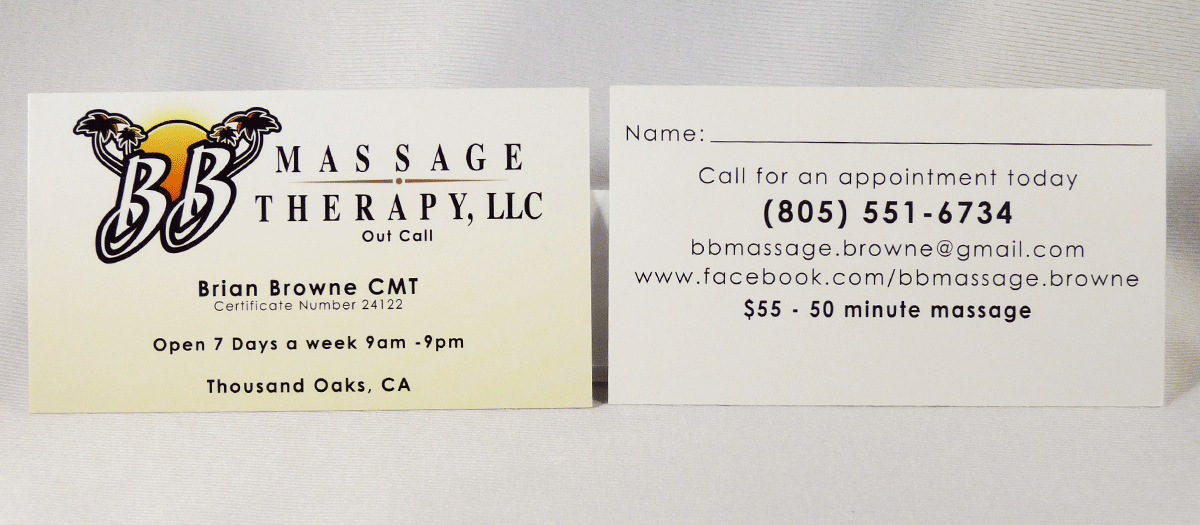 BB
MASSAGE
THERAPY, LLC
Out Call
Brian Browne CMT
Certificate Number 24122
Open 7 Days a week 9am -9pm
Thousand Oaks, CA
Name:
Call for an appointment today
(805) 551-6734
bbmassage.browne@gmail.com
www.facebook.com/bbmassage.browne
$55 - 50 minute massage